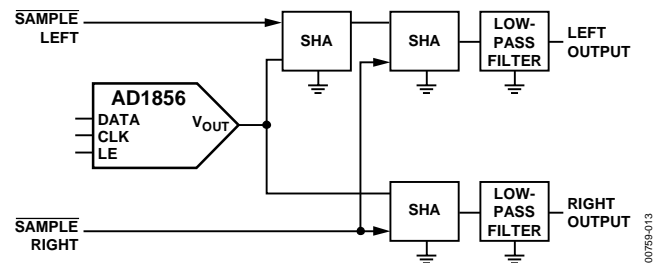 SAMPLE
LEFT
SHA
SHA
LOW-
PASS
FILTER
LEFT
OUTPUT
AD1856
DATA
CLK
LE
VOUT
SAMPLE
RIGHT
SHA
LOW-
PASS
FILTER
RIGHT
OUTPUT
00759-013